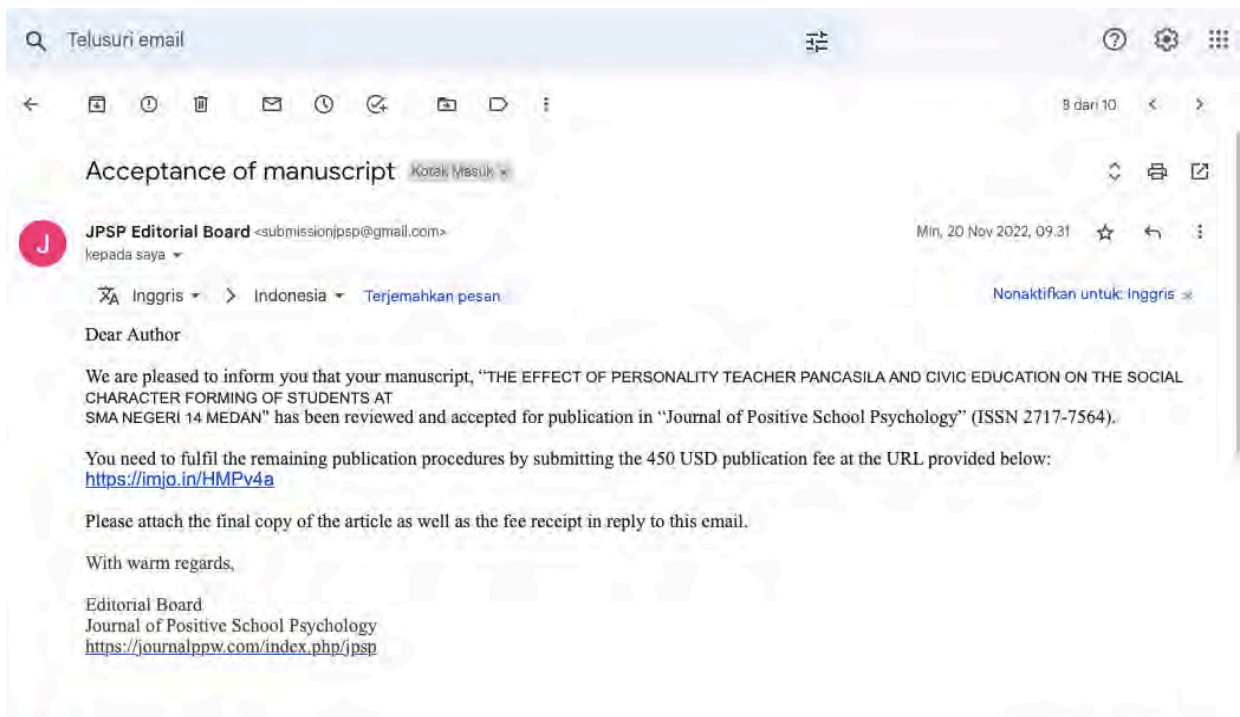 Telusuri email
9 dari 10
Acceptance of manuscript Kotak Masuk
J
JPSP Editorial Board <submissionjpsp@gmail.com>
Min, 20 Nov 2022, 09.31
kepada saya
Inggris > Indonesia Terjemahkan pesan
Nonaktifkan untuk: Inggris
Dear Author
We are pleased to inform you that your manuscript, “THE EFFECT OF PERSONALITY TEACHER PANCASILA AND CIVIC EDUCATION ON THE SOCIAL
CHARACTER FORMING OF STUDENTS AT
SMA NEGERI 14 MEDAN” has been reviewed and accepted for publication in “Journal of Positive School Psychology” (ISSN 2717-7564).
You need to fulfil the remaining publication procedures by submitting the 450 USD publication fee at the URL provided below:
https://imjo.in/HMPv4a
Please attach the final copy of the article as well as the fee receipt in reply to this email.
With warm regards,
Editorial Board
Journal of Positive School Psychology
https://journalppw.com/index.php/jpsp